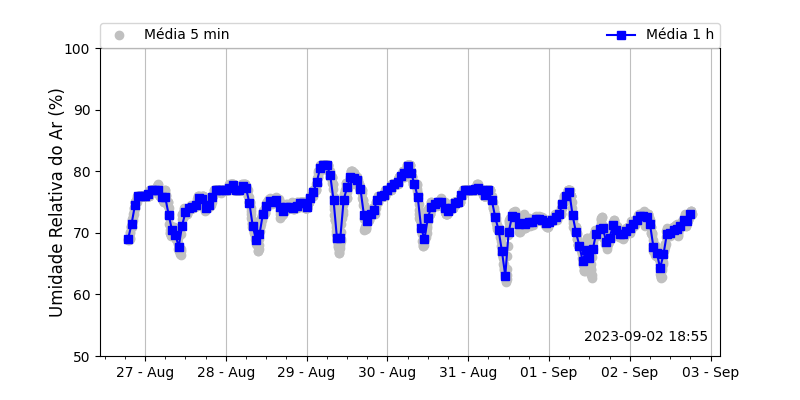 Média 5 min
Média 1 h
Umidade Relativa do Ar (%)
100
90
80
70
60
50
2023-09-02 18:55
27 - Aug
28 - Aug
29 - Aug
30 - Aug
31 - Aug
01 - Sep
02 - Sep
03 - Sep